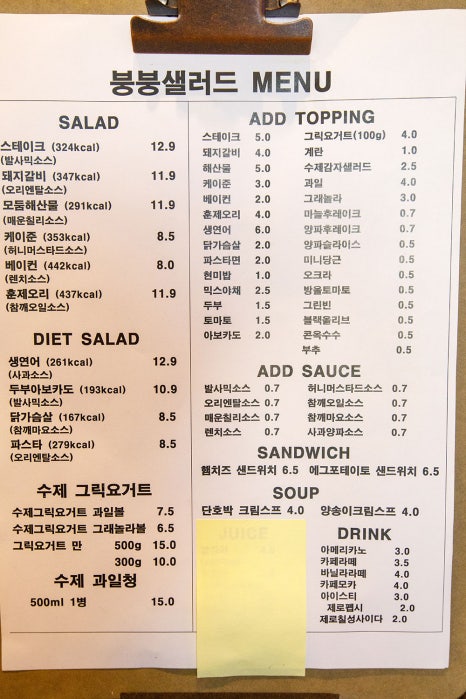 붕붕샐러드 MENU
SALAD
스테이크 (324kcal) 12.9
(발사믹소스)
돼지갈비 (347kcal) 11.9
(오리엔탈소스)
모둠해산물 (291kcal) 11.9
(매운칠리소스)
케이준 (353kcal) 8.5
(허니머스타드소스)
베이컨 (442kcal) 8.0
(렌치소스)
훈제오리 (437kcal) 11.9
(참깨오일소스)
DIET SALAD
생연어 (261kcal) 12.9
(사과소스)
두부아보카도 (193kcal) 10.9
(발사믹소스)
닭가슴살 (167kcal) 8.5
(참깨마요소스)
파스타 (279kcal) 8.5
(오리엔탈소스)
수제 그릭요거트
수제그릭요거트 과일볼 7.5
수제그릭요거트 그래놀라볼 6.5
그릭요거트 만 500g 15.0
300g 10.0
수제 과일청
500ml 1병 15.0
ADD TOPPING
스테이크 5.0 그릭요거트(100g) 4.0
돼지갈비 4.0 계란 1.0
해산물 5.0 수제감자샐러드 2.5
케이준 3.0 과일 4.0
베이컨 2.0 그래놀라 3.0
훈제오리 4.0 마늘후레이크 0.7
생연어 6.0 양파후레이크 0.7
닭가슴살 2.0 양파슬라이스 0.5
파스타면 2.0 미니당근 0.5
현미밥 1.0 오크라 0.5
믹스야채 2.5 방울토마토 0.5
두부 1.5 그린빈 0.5
토마토 1.5 블랙올리브 0.5
아보카도 2.0 콘옥수수 0.5
부추 0.5
ADD SAUCE
발사믹소스 0.7 허니머스타드소스 0.7
오리엔탈소스 0.7 참깨오일소스 0.7
매운칠리소스 0.7 참깨마요소스 0.7
렌치소스 0.7 사과양파소스 0.7
SANDWICH
햄치즈 샌드위치 6.5 에그포테이토 샌드위치 6.5
SOUP
단호박 크림스프 4.0 양송이크림스프 4.0
JUICE
DRINK
아메리카노 3.0
카페라떼 3.5
바닐라라떼 4.0
카페모카 4.0
아이스티 3.0
제로펩시 2.0
제로칠성사이다 2.0